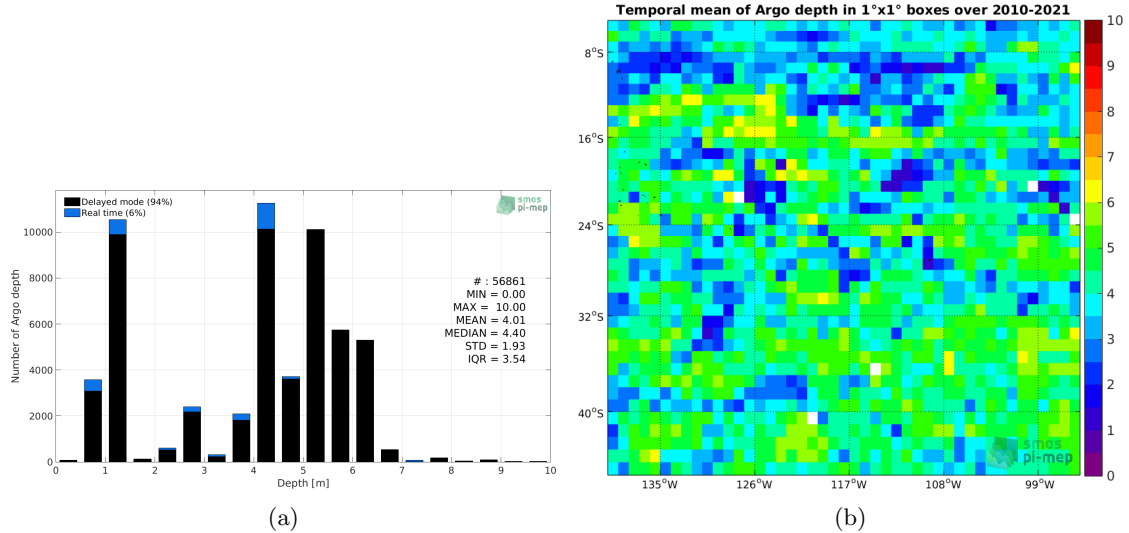 Temporal mean of Argo depth in 1°x1° boxes over 2010-2021
Delayed mode (94%)
Real time (6%)
smos
pi-mep
Number of Argo depth
10000
8000
6000
4000
2000
0
# : 56861
MIN = 0.00
MAX = 10.00
MEAN = 4.01
MEDIAN = 4.40
STD = 1.93
IQR = 3.54
0 1 2 3 4 5 6 7 8 9 10
Depth [m]
(a)
8°S
16°S
24°S
32°S
40°S
135°W 126°W 117°W 108°W 99°W
smos
pi-mep
10
9
8
7
6
5
4
3
2
1
0
(b)